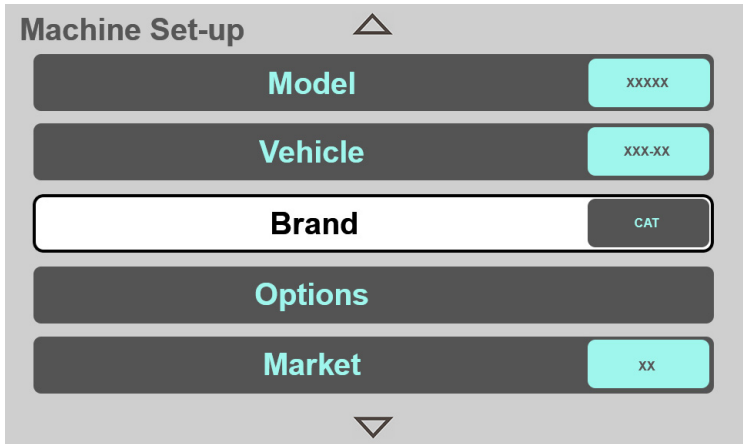 Machine Set-up
Model xxxxx
Vehicle xxx-xx
Brand CAT
Options
Market xx